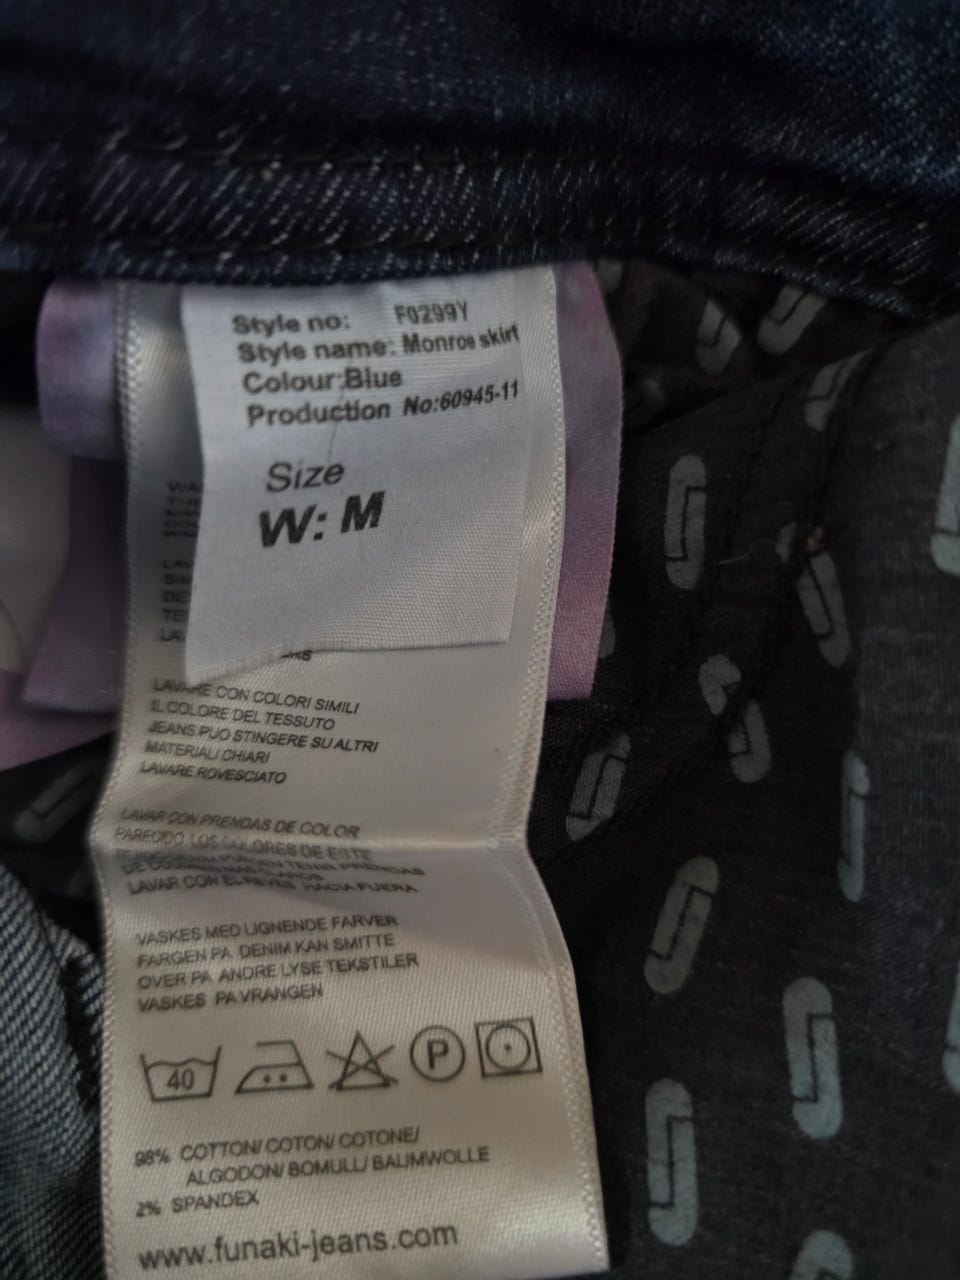 Style no: F0299Y
Style name: Monroe skirt
Colour:Blue
Production No:60945-11
Size
W: M
LAVARE CON COLORI SIMILI
IL COLORE DEL TESSUTO
JEANS PUO STINGERE SU ALTRI
MATERIALI CHIARI
LAVARE ROVESCIATO
LAVAR CON PRENDAS DE COLOR
PARECIDO LOS COLORES DE ESTE
LAVAR CON EL REVES HACIA FUERA
VASKES MED LIGNENDE FARVER
FARGEN PA DENIM KAN SMITTE
OVER PA ANDRE LYSE TEKSTILER
VASKES PA VRANGEN
40 P
98% COTTON/ COTON/ COTONE/
ALGODON/ BOMULL/ BAUMWOLLE
2% SPANDEX
www.funaki-jeans.com